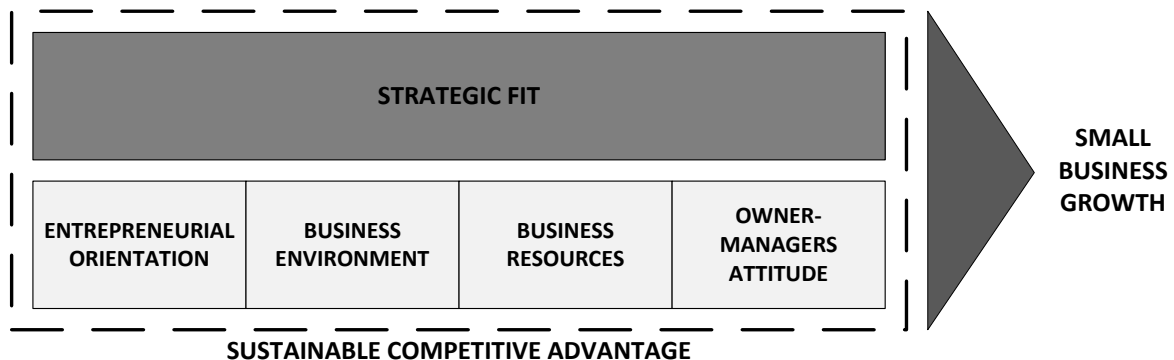 STRATEGIC FIT
ENTREPRENEURIAL
ORIENTATION
BUSINESS
ENVIRONMENT
BUSINESS
RESOURCES
OWNER-
MANAGERS
ATTITUDE
SUSTAINABLE COMPETITIVE ADVANTAGE
SMALL
BUSINESS
GROWTH